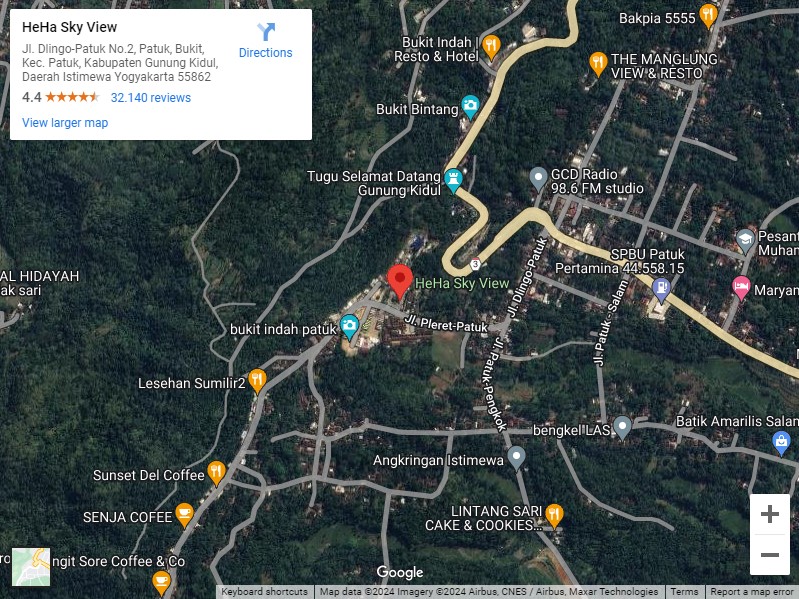 HeHa Sky View
Jl. Dlingo-Patuk No.2, Patuk, Bukit,
Kec. Patuk, Kabupaten Gunung Kidul,
Daerah Istimewa Yogyakarta 55862
4.4
32.140 reviews
View larger map
Directions
Bakpia 5555
Bukit Indah |
Resto & Hotel
THE MANGLUNG
VIEW & RESTO
Bukit Bintang
Tugu Selamat Datang
Gunung Kidul
GCD Radio
98.6 FM studio
Pesant
Muham
SPBU Patuk
Pertamina 44.558.15
3
Jl. Dlingo-Patuk
AL HIDAYAH
ak sari
HeHa Sky View
Maryam
bukit indah patuk
Jl. Pleret-Patuk
Jl. Patuk - Salam
Jl. Patuk-Pengkok
Lesehan Sumilir2
bengkel LAS
Batik Amarilis Salam
Angkringan Istimewa
Sunset Del Coffee
SENJA COFEE
LINTANG SARI
CAKE & COOKIES...
ngit Sore Coffee & Co
Google
Keyboard shortcuts
Map data ©2024 Imagery ©2024 Airbus, CNES / Airbus, Maxar Technologies
Terms
Report a map error